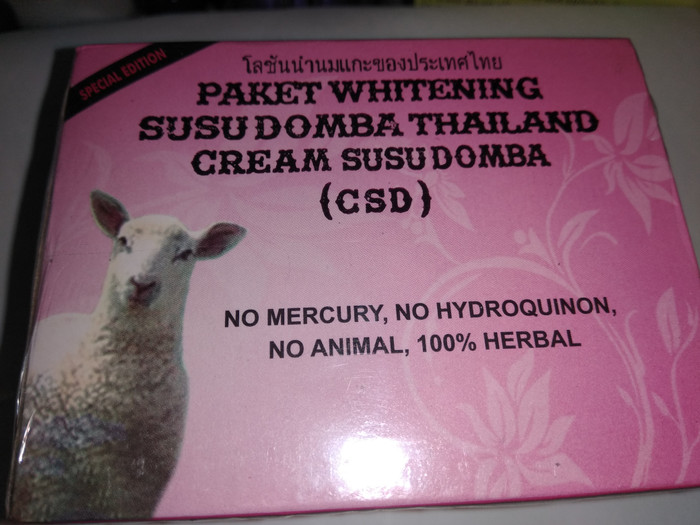 SPECIAL EDITION
โลชันนำนมแกะของประเทศไทย
PAKET WHITENING
SUSU DOMBA THAILAND
CREAM SUSU DOMBA
(CSD)
NO MERCURY, NO HYDROQUINON,
NO ANIMAL, 100% HERBAL